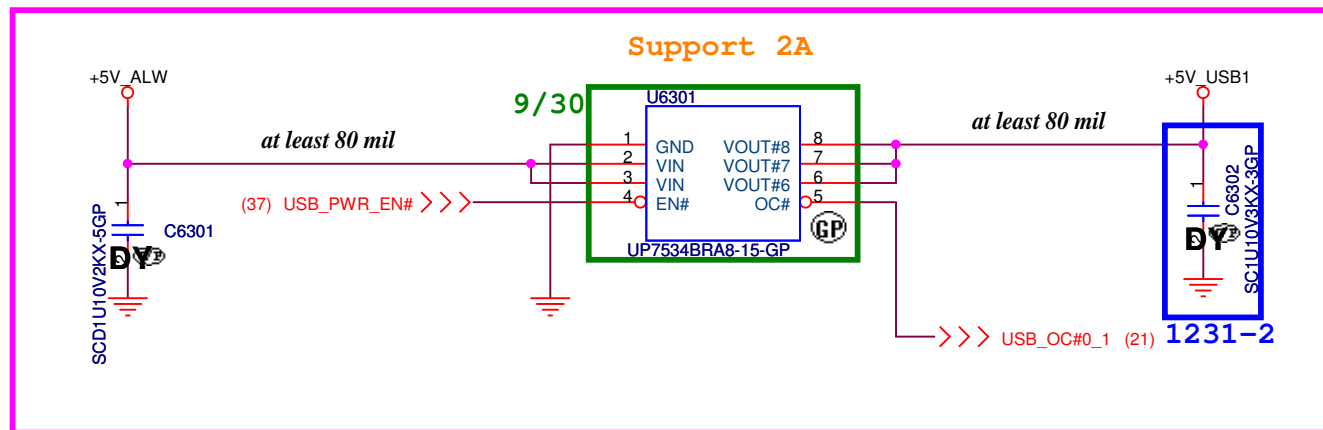 Support 2A
+5V_ALW
+5V_USB1
9/30
U6301
at least 80 mil
at least 80 mil
1 GND VOUT#8 8
2 VIN VOUT#7 7
3 VIN VOUT#6 6
4 EN# OC# 5
(37) USB_PWR_EN#
GP
UP7534BRA8-15-GP
1
C6301
SCD1U10V2KX-5GP
2
DY
1
C6302
SC1U10V3KX-3GP
2
DY
USB_OC#0_1 (21)
1231-2